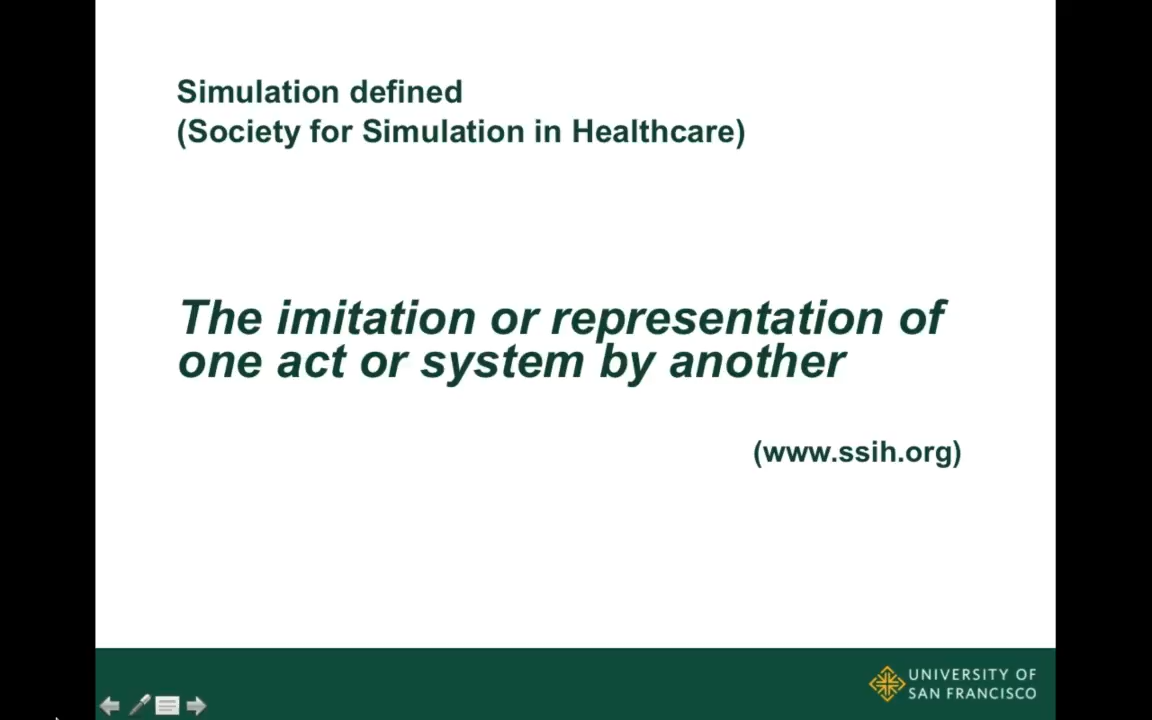 Simulation defined
(Society for Simulation in Healthcare)
The imitation or representation of
one act or system by another
(www.ssih.org)
UNIVERSITY OF
SAN FRANCISCO